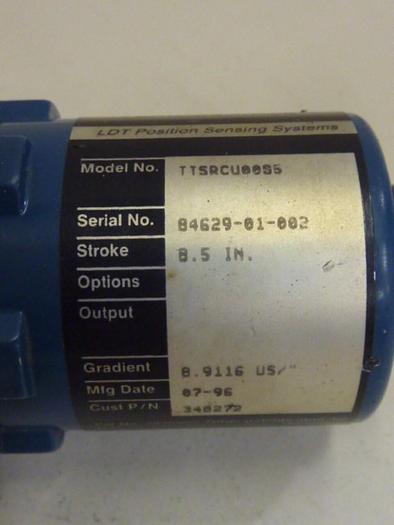 LDT Position Sensing Systems
Model No. TTSRCU00S5
Serial No. 84629-01-002
Stroke 8.5 IN.
Options
Output
Gradient 8.9116 US/"
Mfg Date 07-96
Cust P/N 348272